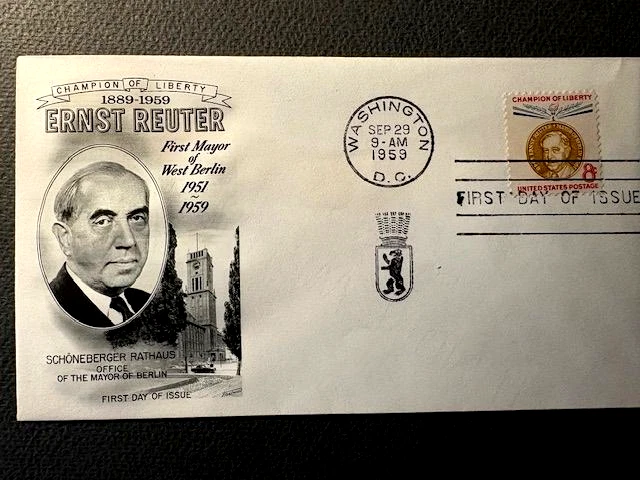 CHAMPION OF LIBERTY
1889-1959
ERNST REUTER
First Mayor
of
West Berlin
1951
~
1959
SCHÖNEBERGER RATHAUS
OFFICE
OF THE MAYOR OF BERLIN
FIRST DAY OF ISSUE
WASHINGTON
SEP 29
9-AM
1959
D.C.
CHAMPION OF LIBERTY
8¢
UNITED STATES POSTAGE
FIRST DAY OF ISSUE